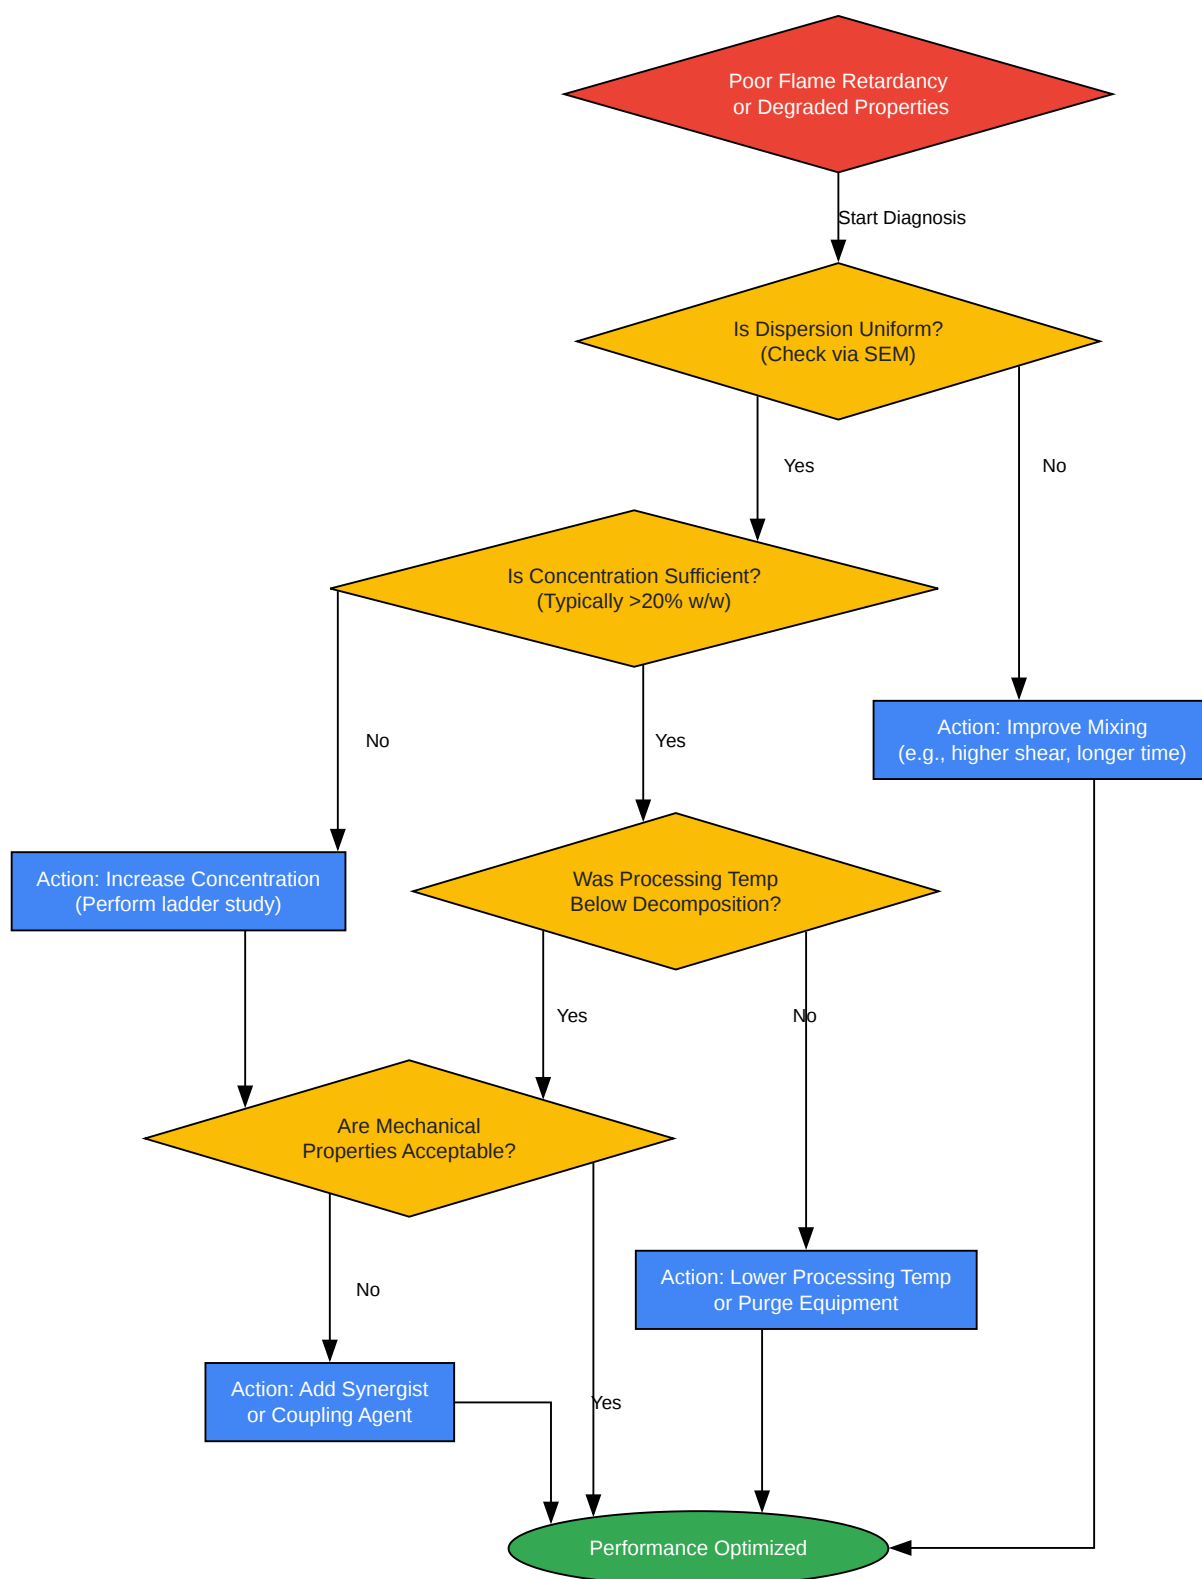 Poor Flame Retardancy
or Degraded Properties
Start Diagnosis
Is Dispersion Uniform?
(Check via SEM)
Yes
No
Is Concentration Sufficient?
(Typically >20% w/w)
Action: Improve Mixing
(e.g., higher shear, longer time)
No
Yes
Action: Increase Concentration
(Perform ladder study)
Was Processing Temp
Below Decomposition?
Yes
No
Are Mechanical
Properties Acceptable?
Action: Lower Processing Temp
or Purge Equipment
No
Action: Add Synergist
or Coupling Agent
Yes
Performance Optimized